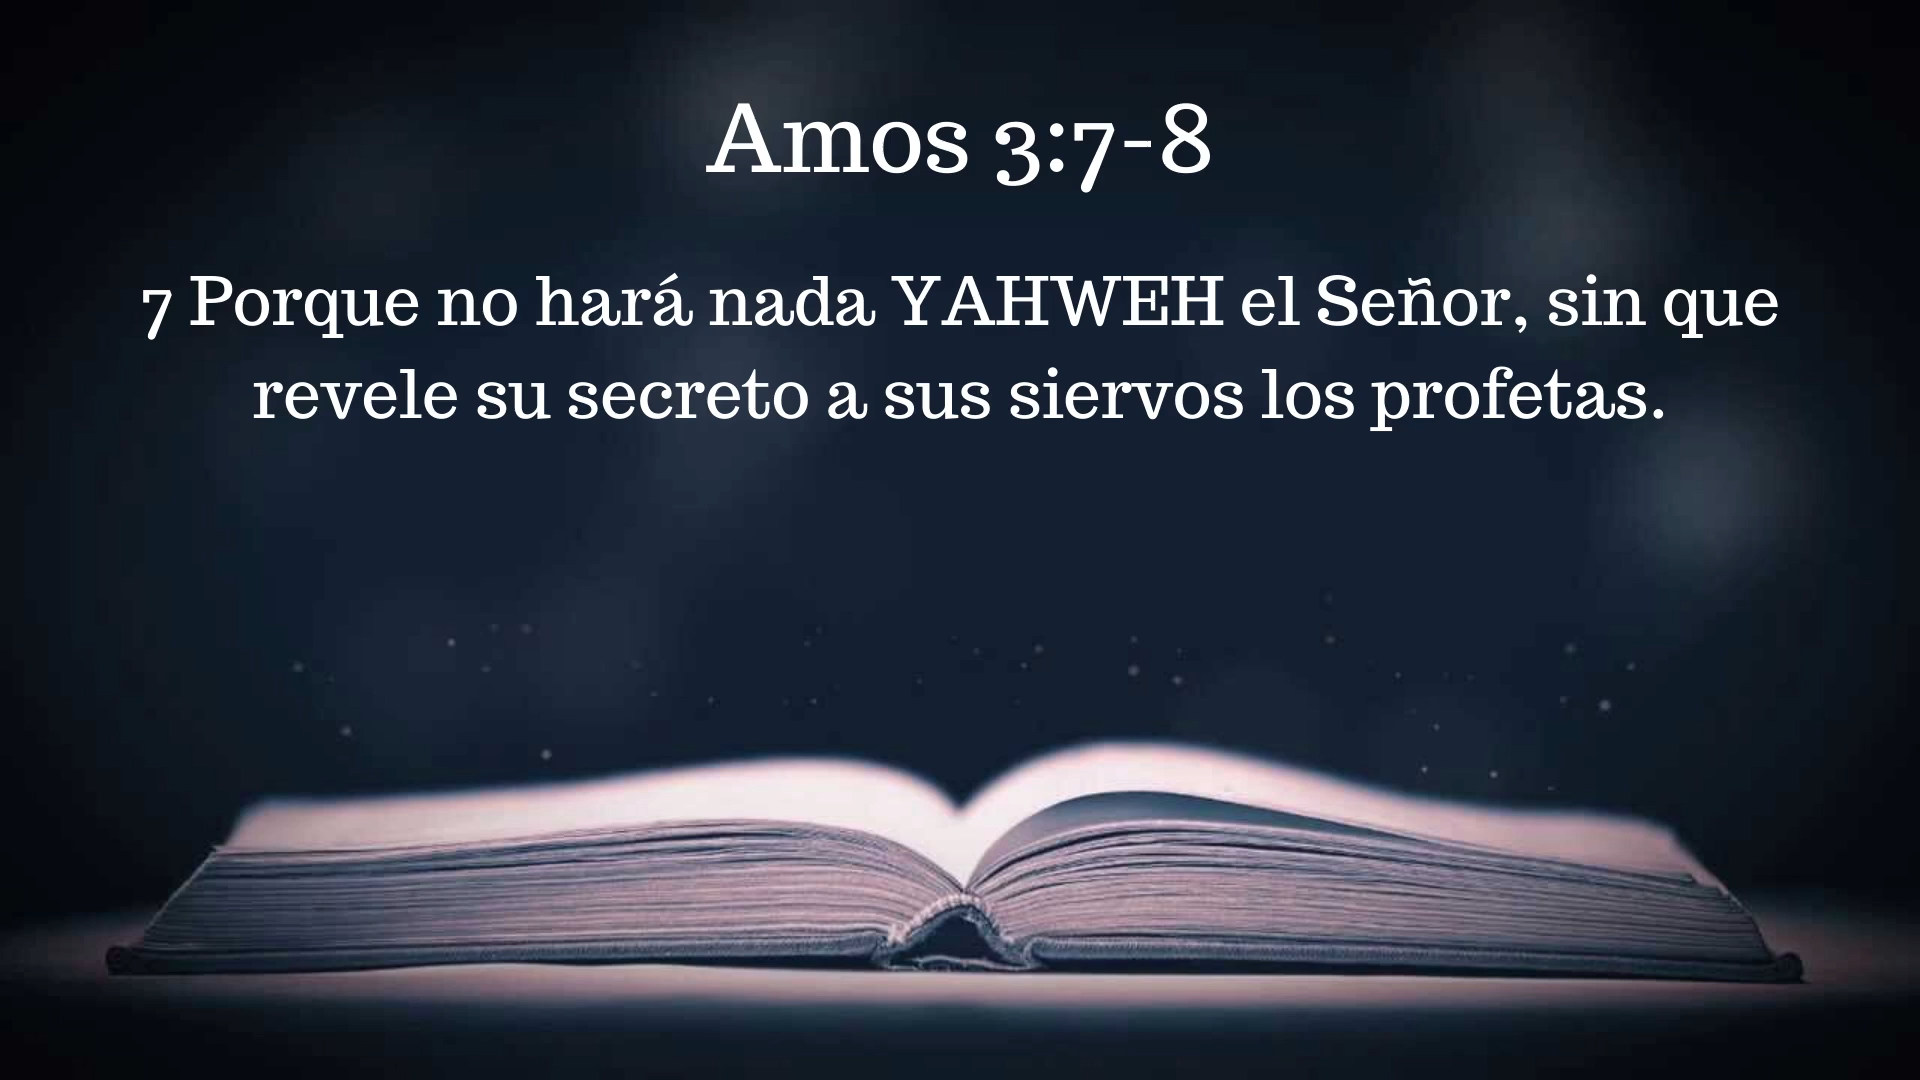 Amos 3:7-8
7 Porque no hará nada YAHWEH el Señor, sin que
revele su secreto a sus siervos los profetas.